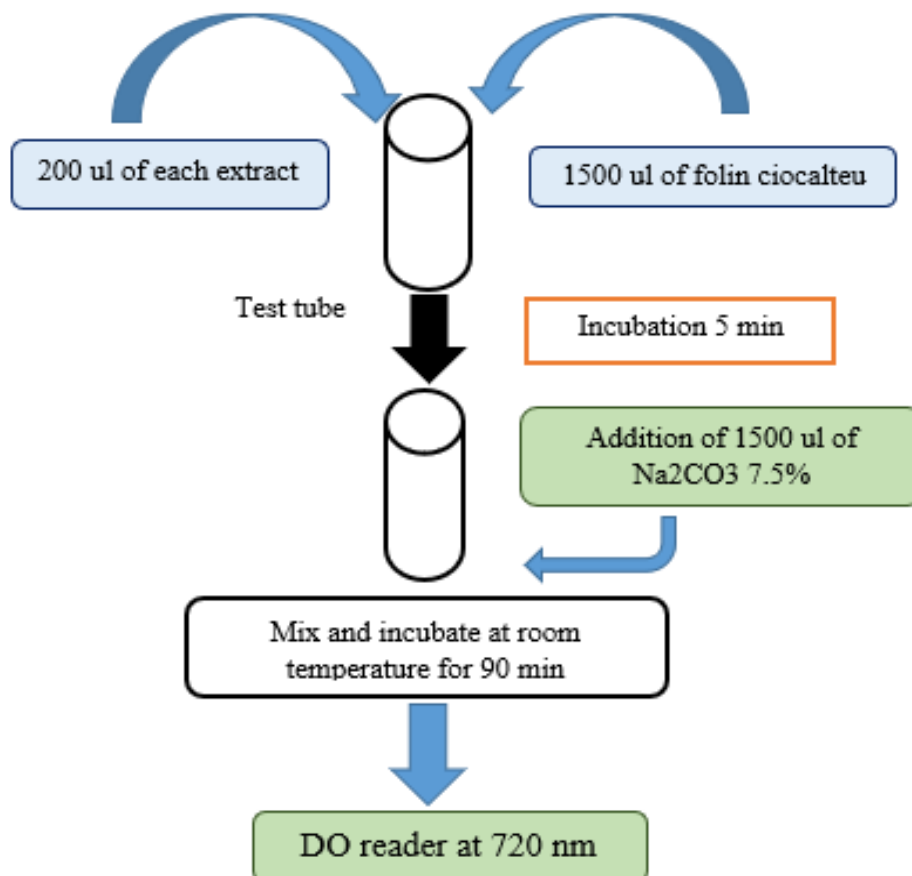 200 ul of each extract
1500 ul of folin ciocalteu
Test tube
Incubation 5 min
Addition of 1500 ul of
Na2CO3 7.5%
Mix and incubate at room
temperature for 90 min
DO reader at 720 nm